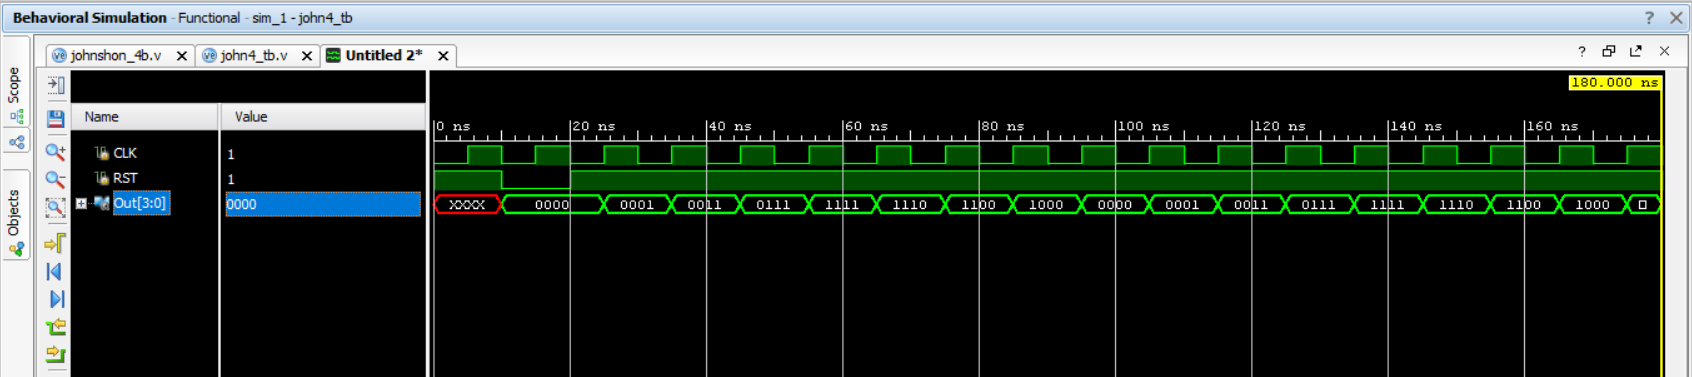 Behavioral Simulation - Functional - sim_1 - john4_tb
johnshon_4b.v john4_tb.v Untitled 2*
Scope
Objects
Name Value
CLK 1
RST 1
Out[3:0] 0000
180.000 ns
0 ns 20 ns 40 ns 60 ns 80 ns 100 ns 120 ns 140 ns 160 ns
XXXX 0000 0001 0011 0111 1111 1110 1100 1000 0000 0001 0011 0111 1111 1110 1100 1000